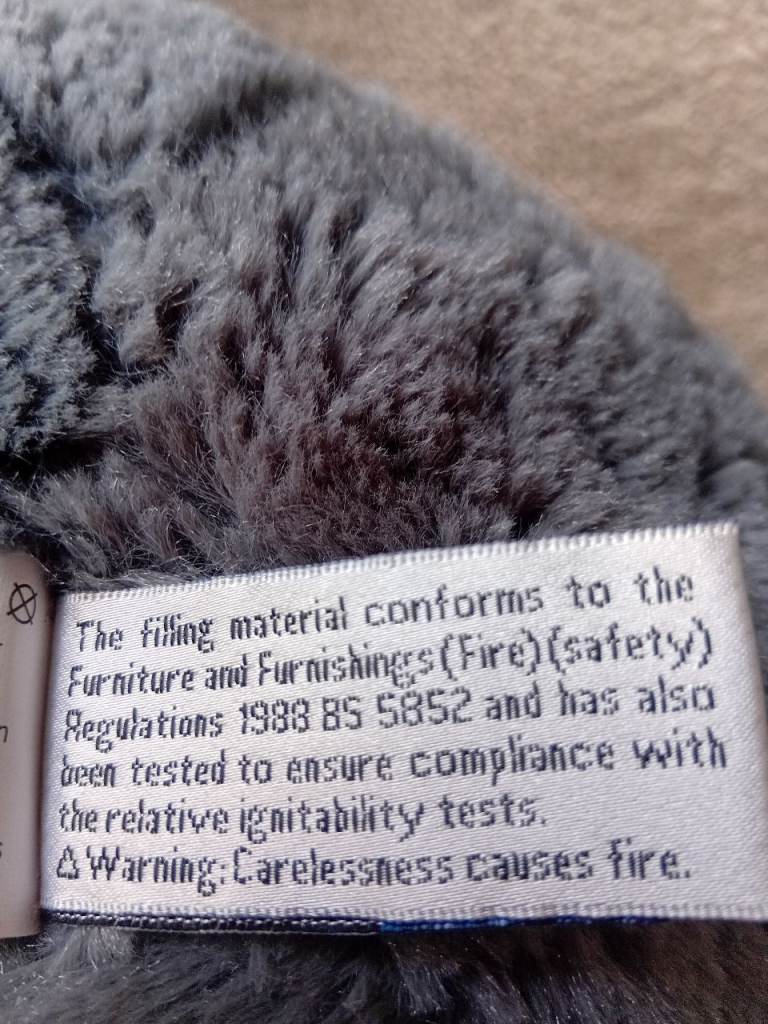 The filling material conforms to the
Furniture and Furnishings(Fire)(safety)
Regulations 1988 BS 5852 and has also
been tested to ensure compliance with
the relative ignitability tests.
⚠Warning:Carelessness causes fire.